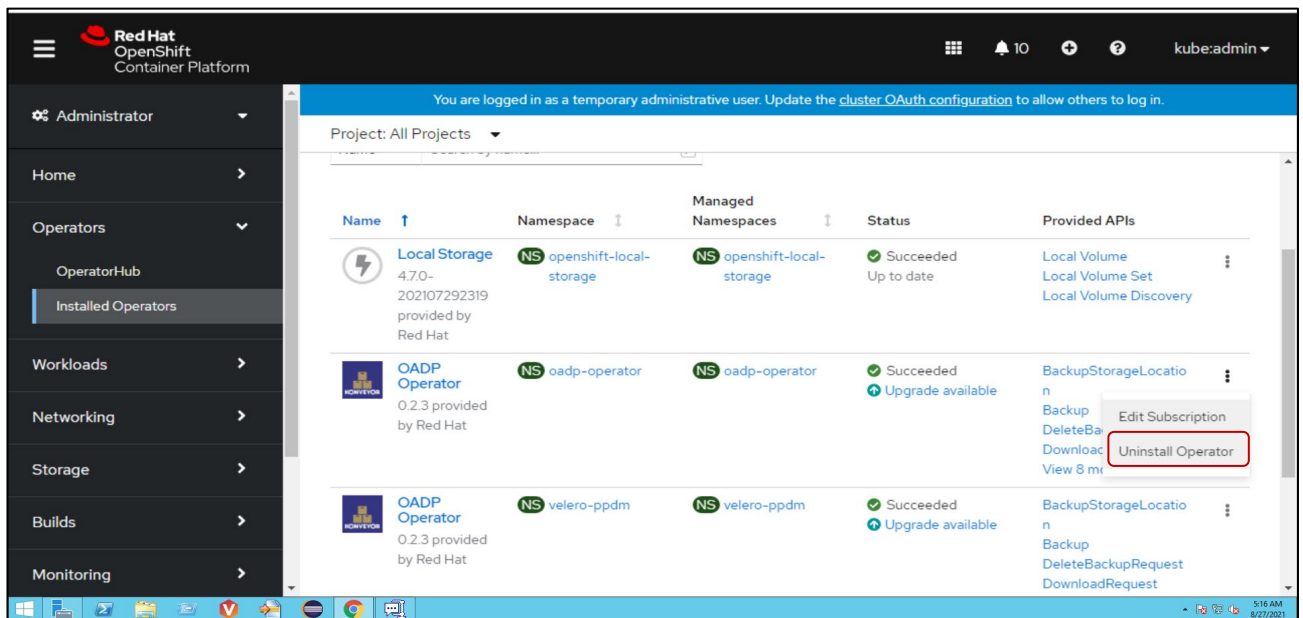 Red Hat
OpenShift
Container Platform
10
kube:admin
You are logged in as a temporary administrative user. Update the cluster OAuth configuration to allow others to log in.
Administrator
Project: All Projects
Home
Operators
OperatorHub
Installed Operators
Workloads
Networking
Storage
Builds
Monitoring
Name
Namespace
Managed
Namespaces
Status
Provided APIs
Local Storage
4.7.0-
202107292319
provided by
Red Hat
NS openshift-local-
storage
NS openshift-local-
storage
Succeeded
Up to date
Local Volume
Local Volume Set
Local Volume Discovery
KONVEYOR
OADP
Operator
0.2.3 provided
by Red Hat
NS oadp-operator
NS oadp-operator
Succeeded
Upgrade available
BackupStorageLocatio
n
Backup
DeleteBa
Downloac
View 8 m
Edit Subscription
Uninstall Operator
KONVEYOR
OADP
Operator
0.2.3 provided
by Red Hat
NS velero-ppdm
NS velero-ppdm
Succeeded
Upgrade available
BackupStorageLocatio
n
Backup
DeleteBackupRequest
DownloadRequest
5:16 AM
8/27/2021